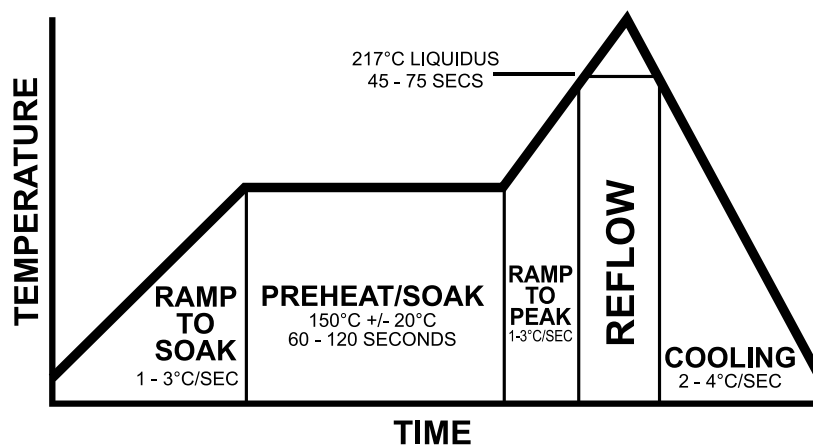 TEMPERATURE
217°C LIQUIDUS
45 - 75 SECS
RAMP
TO
SOAK
1 - 3°C/SEC
PREHEAT/SOAK
150°C +/- 20°C
60 - 120 SECONDS
RAMP
TO
PEAK
1-3°C/SEC
REFLOW
COOLING
2 - 4°C/SEC
TIME